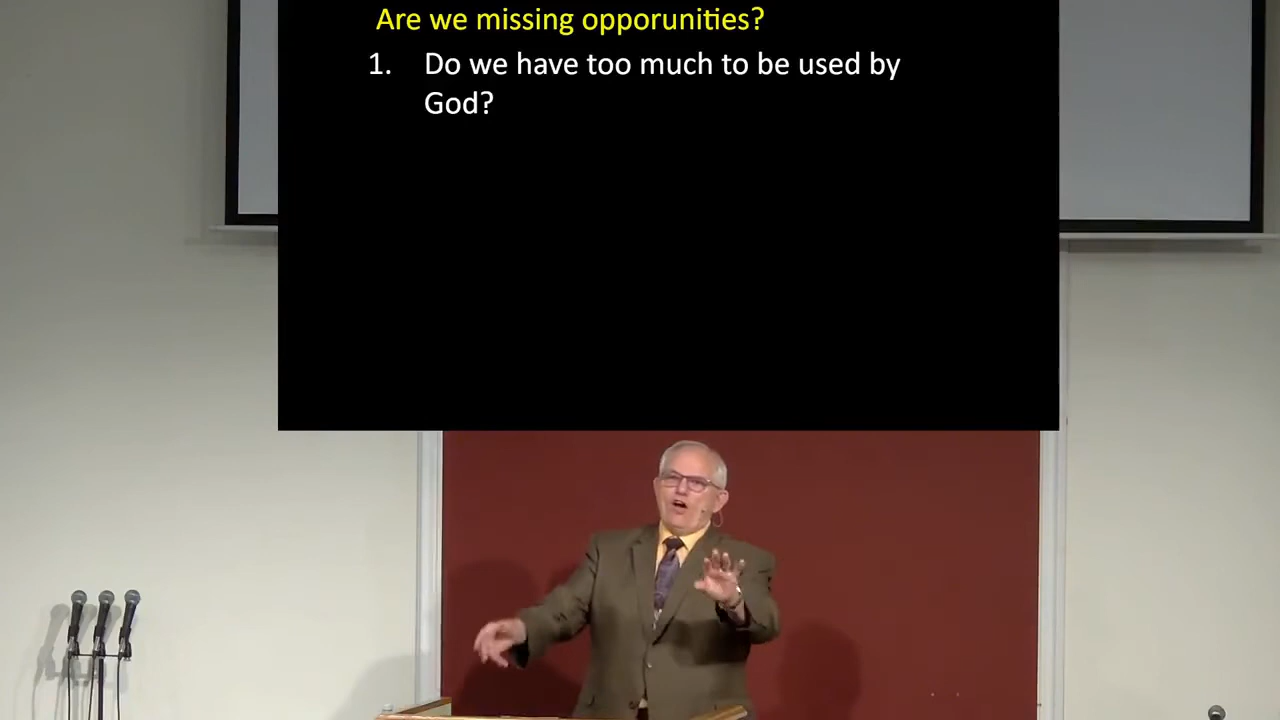 Are we missing opporunities?
1. Do we have too much to be used by
God?